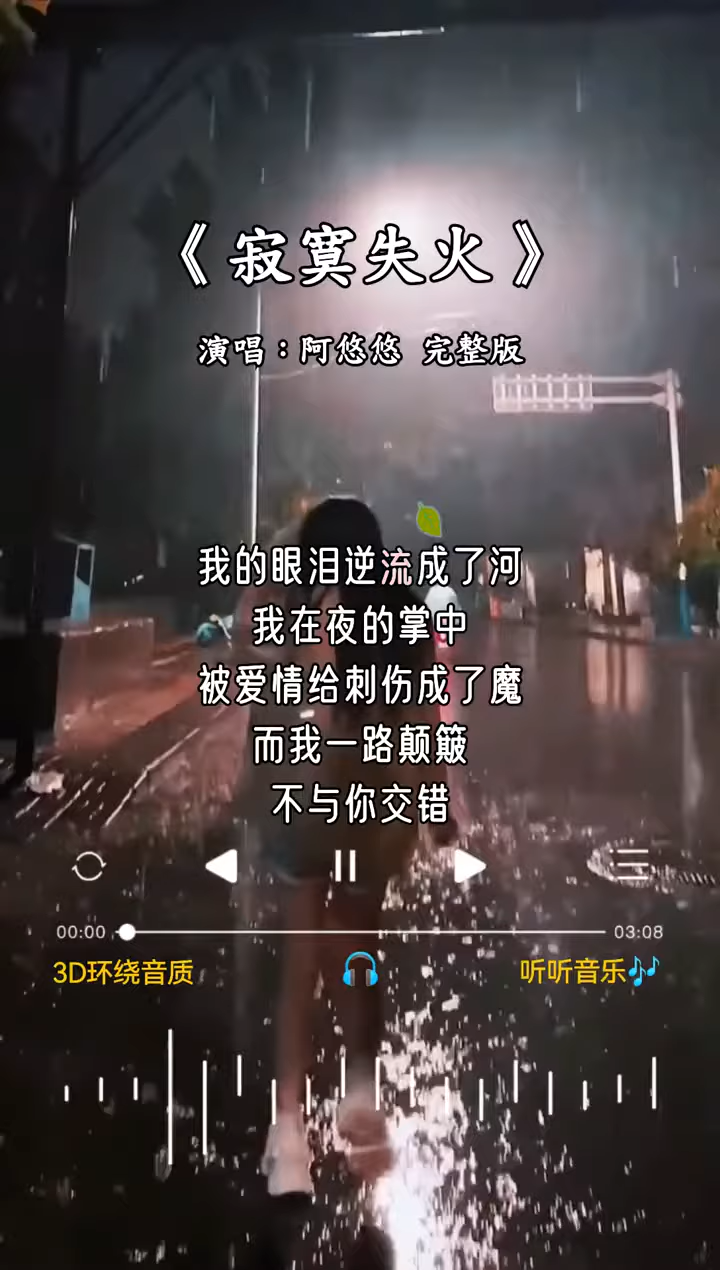 《寂寞失火》
演唱：阿悠悠 完整版
我的眼泪逆流成了河
我在夜的掌中
被爱情给刺伤成了魔
而我一路颠簸
不与你交错
00:00 03:08
3D环绕音质 听听音乐